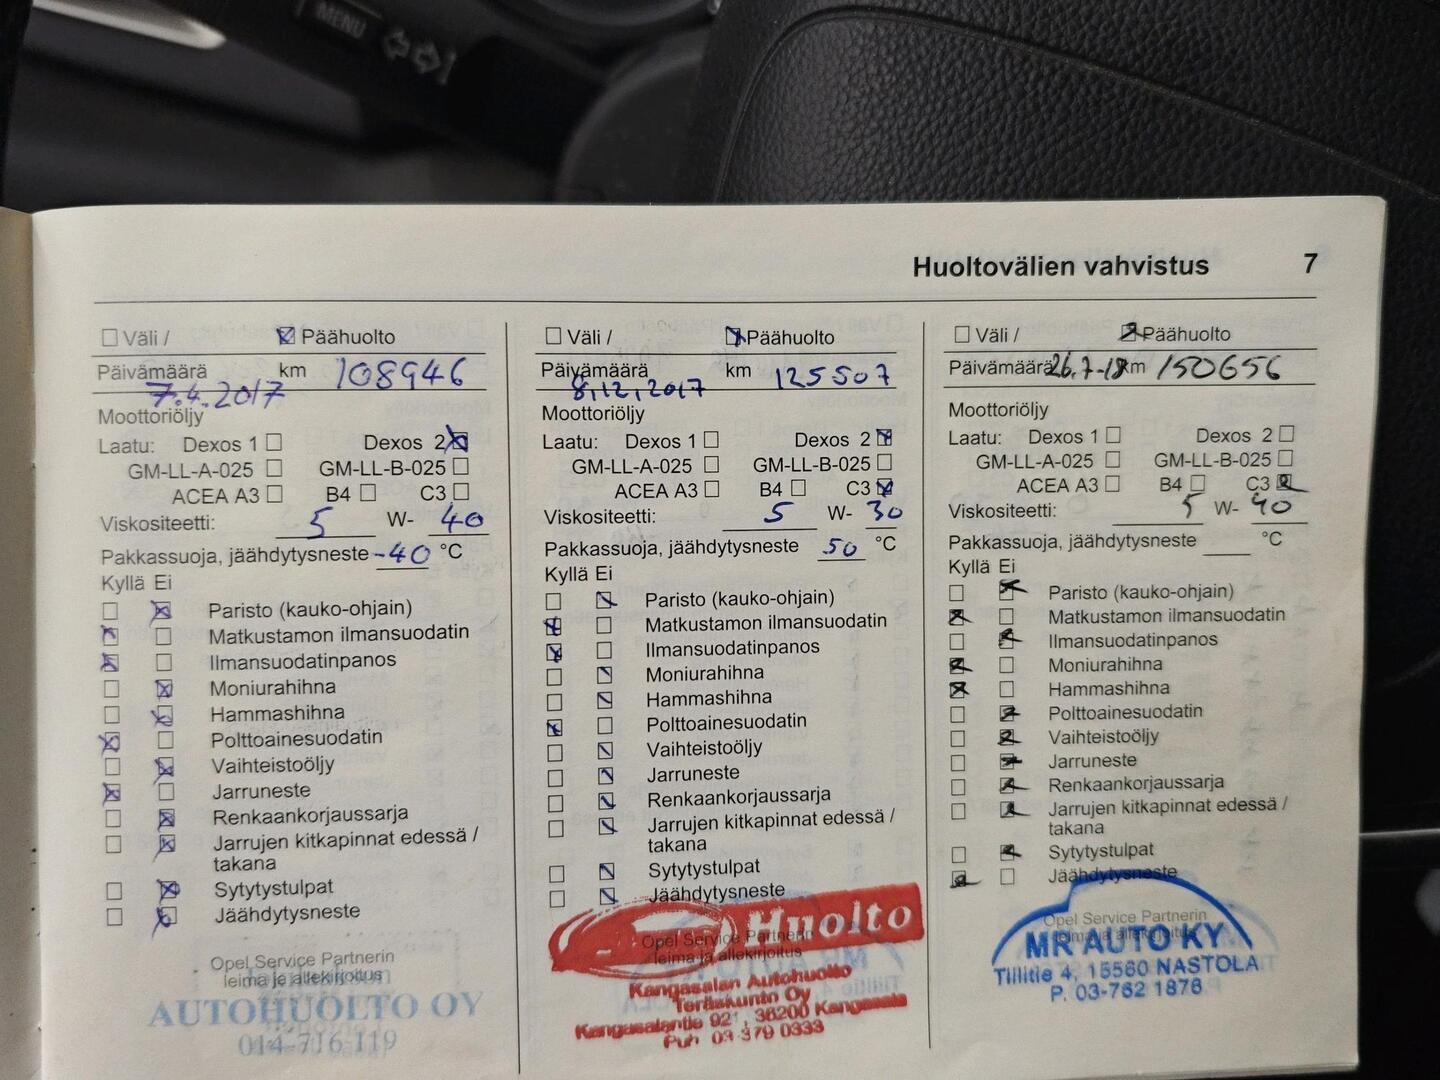 MENU
Huoltovälien vahvistus 7
Väli / Päähuolto
Päivämäärä km 108946
7.4.2017
Moottoriöljy
Laatu: Dexos 1 Dexos 2
GM-LL-A-025 GM-LL-B-025
ACEA A3 B4 C3
Viskositeetti: 5 W- 40
Pakkassuoja, jäähdytysneste -40 °C
Kyllä Ei
Paristo (kauko-ohjain)
Matkustamon ilmansuodatin
Ilmansuodatinpanos
Moniurahihna
Hammashihna
Polttoainesuodatin
Vaihteistoöljy
Jarruneste
Renkaankorjaussarja
Jarrujen kitkapinnat edessä /
takana
Sytytystulpat
Jäähdytysneste
Opel Service Partnerin
leima ja allekirjoitus
AUTOHUOLTO OY
014-716 119
Väli / Päähuolto
Päivämäärä km 125507
8.12.2017
Moottoriöljy
Laatu: Dexos 1 Dexos 2
GM-LL-A-025 GM-LL-B-025
ACEA A3 B4 C3
Viskositeetti: 5 W- 30
Pakkassuoja, jäähdytysneste 50 °C
Kyllä Ei
Paristo (kauko-ohjain)
Matkustamon ilmansuodatin
Ilmansuodatinpanos
Moniurahihna
Hammashihna
Polttoainesuodatin
Vaihteistoöljy
Jarruneste
Renkaankorjaussarja
Jarrujen kitkapinnat edessä /
takana
Sytytystulpat
Jäähdytysneste
Huolto
Opel Service Partnerin
leima ja allekirjoitus
Kangasalan Autohuolto
Teräskunto Oy
Kangasalantie 921, 36200 Kangasala
Puh 03 379 0333
Väli / Päähuolto
Päivämäärä 26.7-18 km 150656
Moottoriöljy
Laatu: Dexos 1 Dexos 2
GM-LL-A-025 GM-LL-B-025
ACEA A3 B4 C3
Viskositeetti: 5 W- 40
Pakkassuoja, jäähdytysneste °C
Kyllä Ei
Paristo (kauko-ohjain)
Matkustamon ilmansuodatin
Ilmansuodatinpanos
Moniurahihna
Hammashihna
Polttoainesuodatin
Vaihteistoöljy
Jarruneste
Renkaankorjaussarja
Jarrujen kitkapinnat edessä /
takana
Sytytystulpat
Jäähdytysneste
Opel Service Partnerin
leima ja allekirjoitus
MR AUTO KY
Tillitie 4, 15560 NASTOLA
P. 03-762 1876